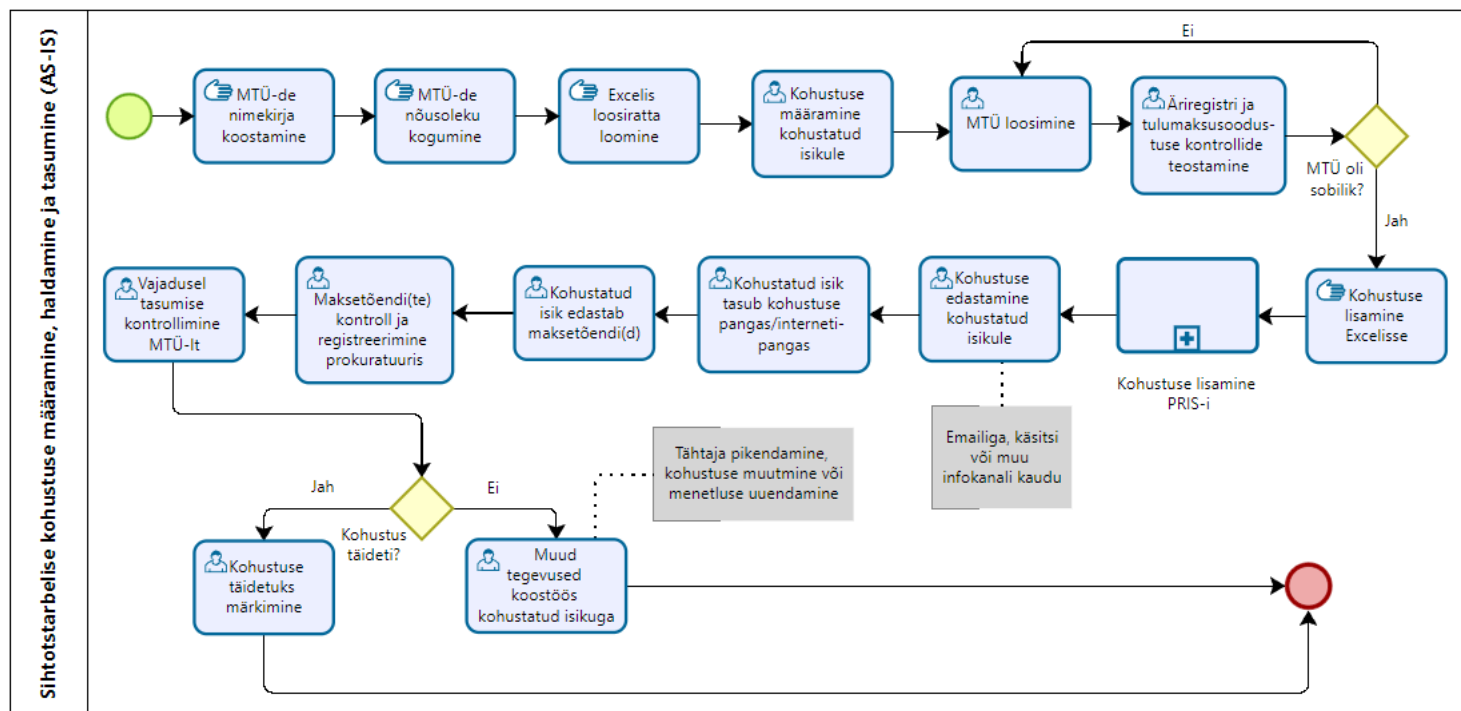 Sihtotstarbelise kohustuse määramine, haldamine ja tasumine (AS-IS)
MTÜ-de
nimekirja
koostamine
MTÜ-de
nõusoleku
kogumine
Excelis
loosiratta
loomine
Kohustuse
määramine
kohustatud
isikule
MTÜ loosimine
Äriregistri ja
tulumaksusoodus-
tuse kontrollide
teostamine
Ei
MTÜ oli
sobilik?
Jah
Kohustuse
lisamine
Excelisse
Kohustuse lisamine
PRIS-i
Kohustuse
edastamine
kohustatud
isikule
Emailiga, käsitsi
või muu
infokanali kaudu
Kohustatud isik
tasub kohustuse
pangas/interneti-
pangas
Kohustatud
isik edastab
maksetõendi(d)
Maksetõendi(te)
kontroll ja
registreerimine
prokuratuuris
Vajadusel
tasumise
kontrollimine
MTÜ-lt
Kohustus
täideti?
Jah
Ei
Kohustuse
täidetuks
märkimine
Muud
tegevused
koostöös
kohustatud isikuga
Tähtaja pikendamine,
kohustuse muutmine või
menetluse uuendamine